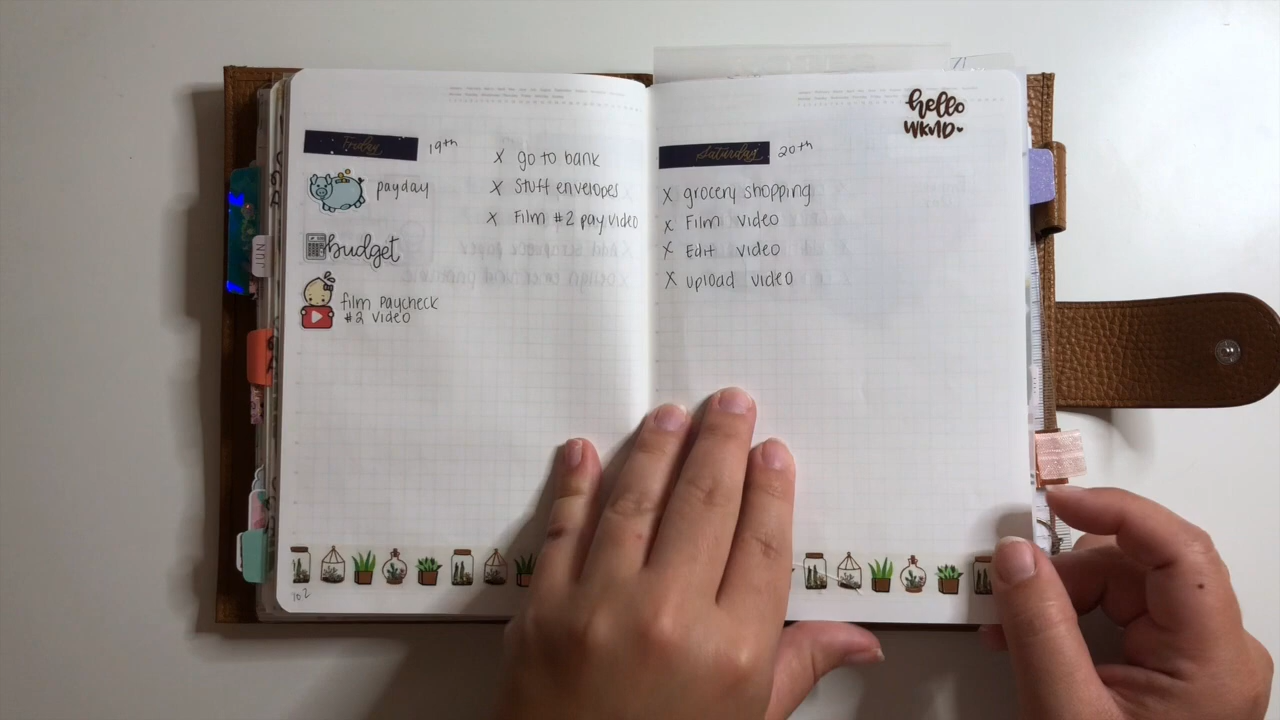 Friday 19th
payday
budget
film paycheck
#2 video
X go to bank
X Stuff envelopes
X Film #2 pay video
102
hello
WKND
Saturday 20th
X grocery shopping
X Film video
X Edit video
X upload video
JUN